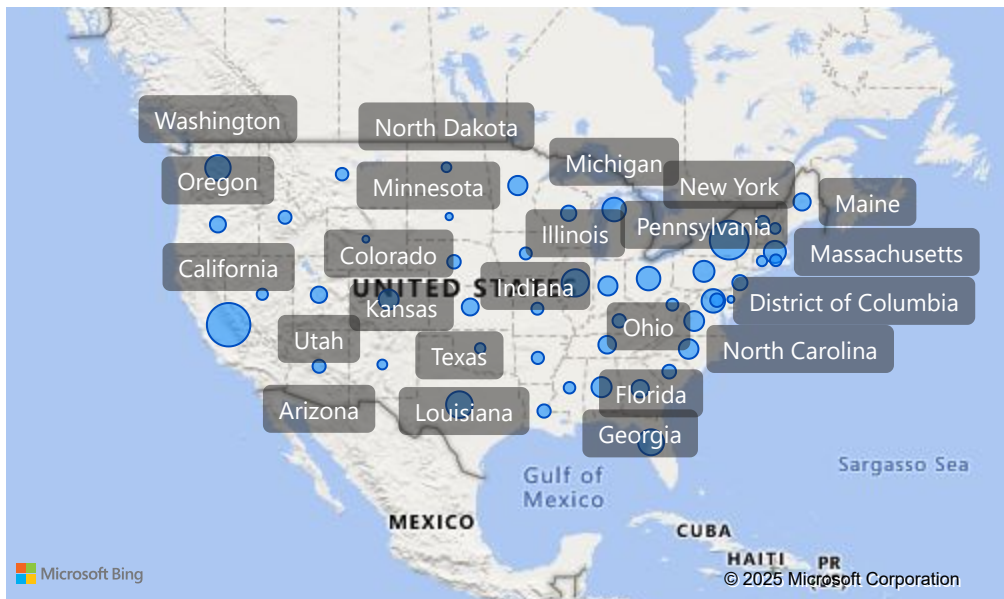 Washington
North Dakota
Michigan
Oregon
Minnesota
New York
Maine
Illinois
Pennsylvania
Colorado
Massachusetts
California
UNITED S
Indiana
Kansas
District of Columbia
Utah
Ohio
Texas
North Carolina
Arizona
Louisiana
Florida
Georgia
Gulf of
Mexico
Sargasso Sea
MEXICO
CUBA
HAITI
PR
Microsoft Bing
© 2025 Microsoft Corporation